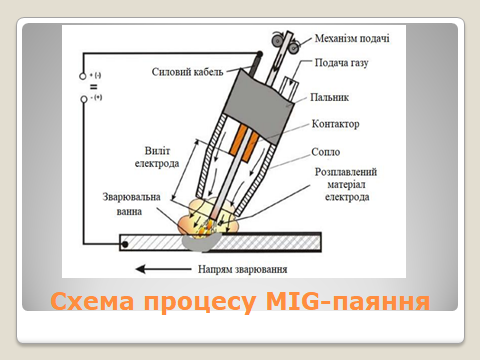 Механізм подачі
Силовий кабель
Подача газу
+ (-)
=
- (+)
Пальник
Контактор
Виліт
електрода
Сопло
Розплавлений
матеріал
електрода
Зварювальна
ванна
Напрям зварювання
Схема процесу MIG-паяння